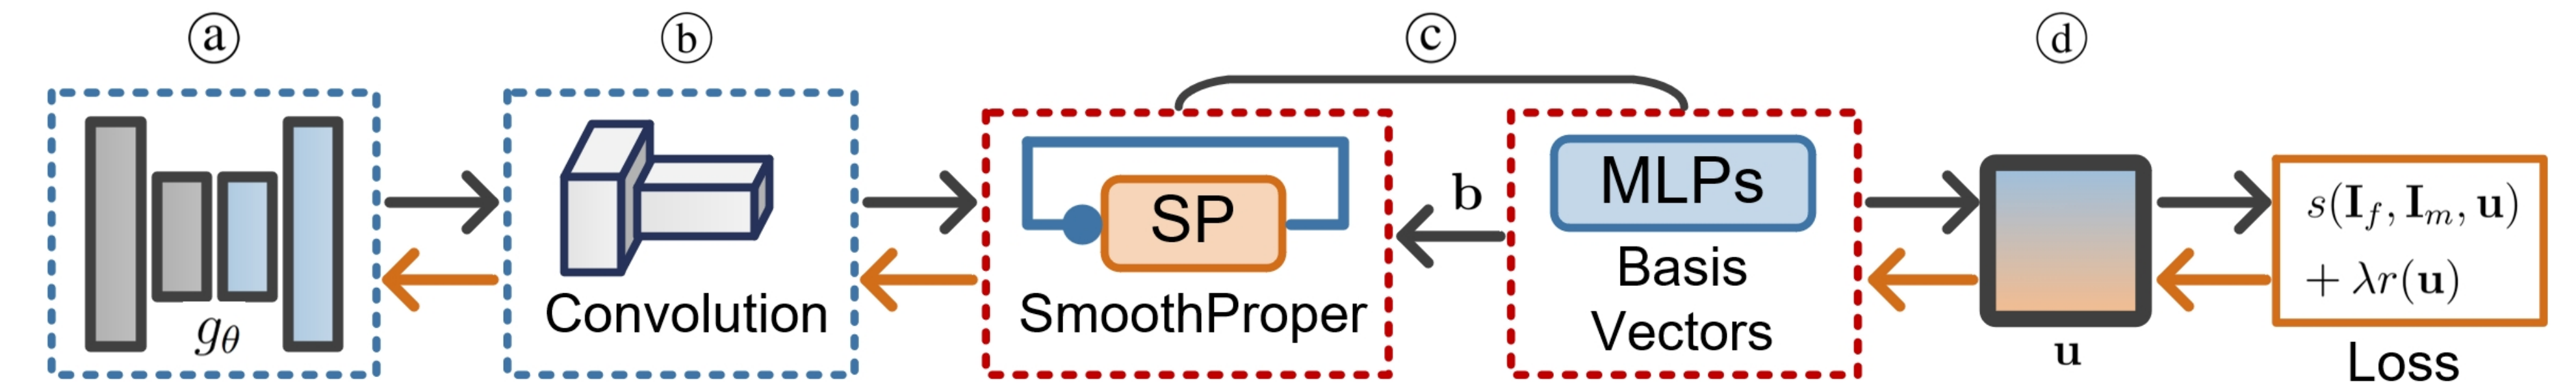 ⓐ
ⓑ
ⓒ
ⓓ
g_θ
Convolution
SP
SmoothProper
b
MLPs
Basis
Vectors
u
s(I_f, I_m, u)
+ λr(u)
Loss